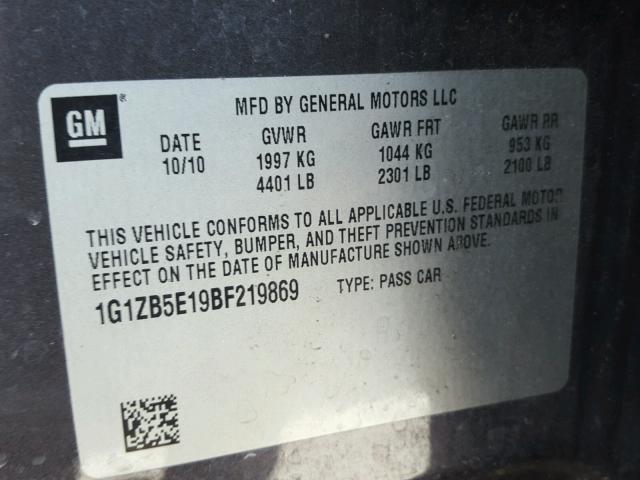 GM
MFD BY GENERAL MOTORS LLC
DATE GVWR GAWR FRT GAWR RR
10/10 1997 KG 1044 KG 953 KG
4401 LB 2301 LB 2100 LB
THIS VEHICLE CONFORMS TO ALL APPLICABLE U.S. FEDERAL MOTOR
VEHICLE SAFETY, BUMPER, AND THEFT PREVENTION STANDARDS IN
EFFECT ON THE DATE OF MANUFACTURE SHOWN ABOVE.
1G1ZB5E19BF219869 TYPE: PASS CAR